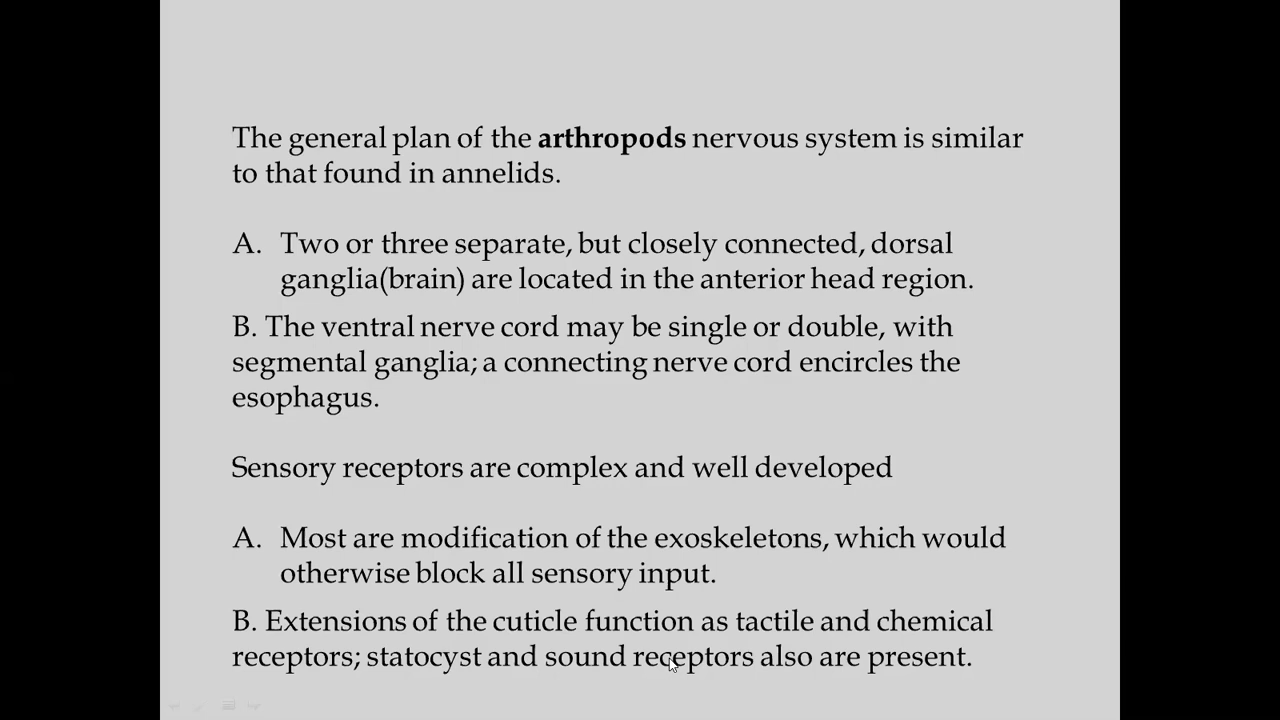 The general plan of the arthropods nervous system is similar
to that found in annelids.
A. Two or three separate, but closely connected, dorsal
ganglia(brain) are located in the anterior head region.
B. The ventral nerve cord may be single or double, with
segmental ganglia; a connecting nerve cord encircles the
esophagus.
Sensory receptors are complex and well developed
A. Most are modification of the exoskeletons, which would
otherwise block all sensory input.
B. Extensions of the cuticle function as tactile and chemical
receptors; statocyst and sound receptors also are present.